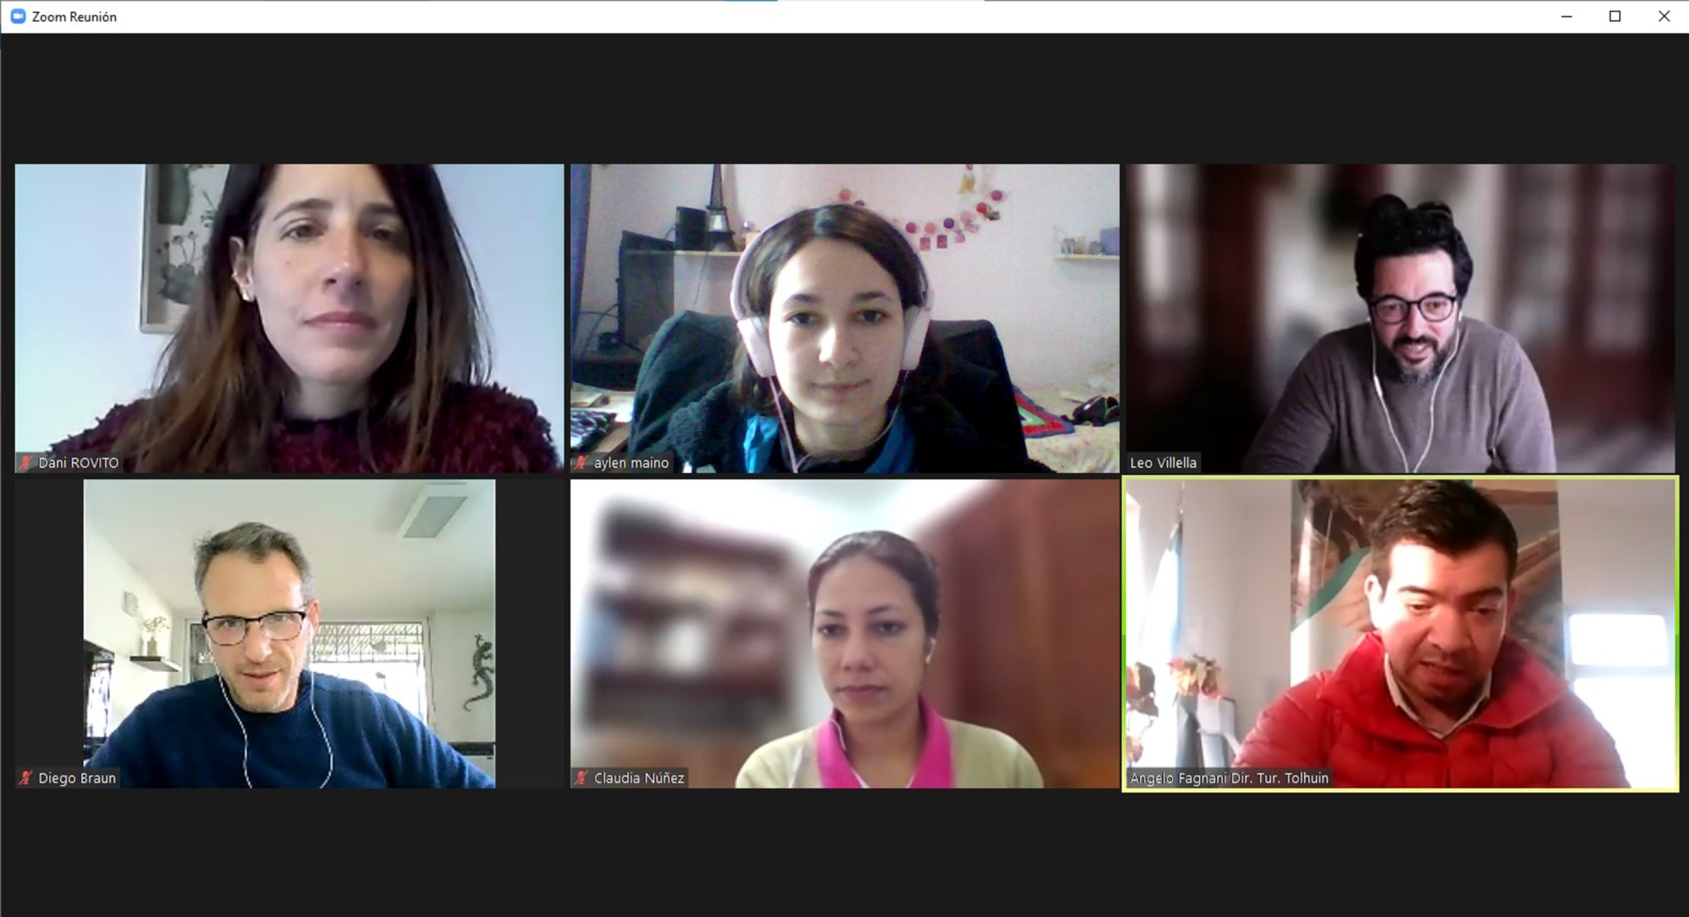 Zoom Reunión
Dani ROVITO
aylen maino
Leo Villella
Diego Braun
Claudia Núñez
Angelo Fagnani Dir. Tur. Tolhuin